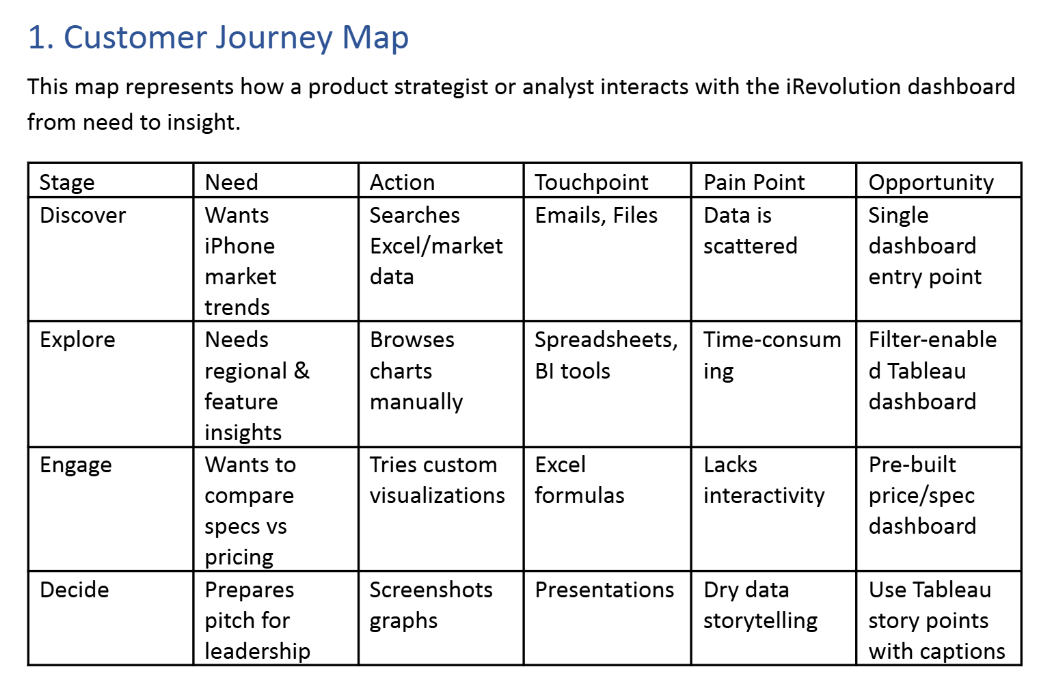 1. Customer Journey Map
This map represents how a product strategist or analyst interacts with the iRevolution dashboard
from need to insight.
Stage
Need
Action
Touchpoint
Pain Point
Opportunity
Discover
Wants
iPhone
market
trends
Searches
Excel/market
data
Emails, Files
Data is
scattered
Single
dashboard
entry point
Explore
Needs
regional &
feature
insights
Browses
charts
manually
Spreadsheets,
BI tools
Time-consum
ing
Filter-enable
d Tableau
dashboard
Engage
Wants to
compare
specs vs
pricing
Tries custom
visualizations
Excel
formulas
Lacks
interactivity
Pre-built
price/spec
dashboard
Decide
Prepares
pitch for
leadership
Screenshots
graphs
Presentations
Dry data
storytelling
Use Tableau
story points
with captions